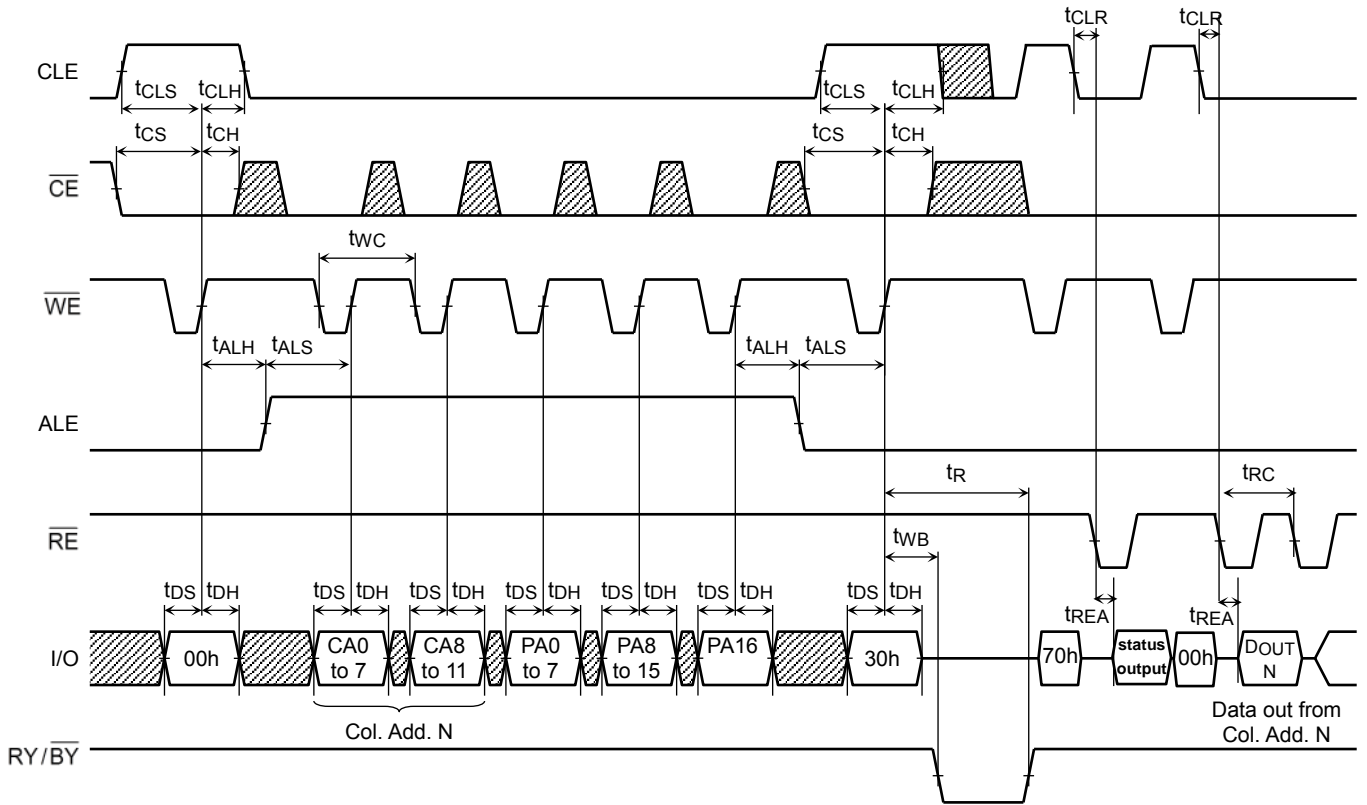 tCLR tCLR
CLE
tCLS tCLH tCLS tCLH
tCS tCH tCS tCH
CE
tWC
WE
tALH tALS tALH tALS
ALE
tR tRC
RE
tWB
tDS tDH tDS tDH tDS tDH tDS tDH tDS tDH tDS tDH tDS tDH
tREA tREA
I/O 00h CA0 to 7 CA8 to 11 PA0 to 7 PA8 to 15 PA16 30h 70h status output 00h DOUT N
Col. Add. N
Data out from
Col. Add. N
RY/BY